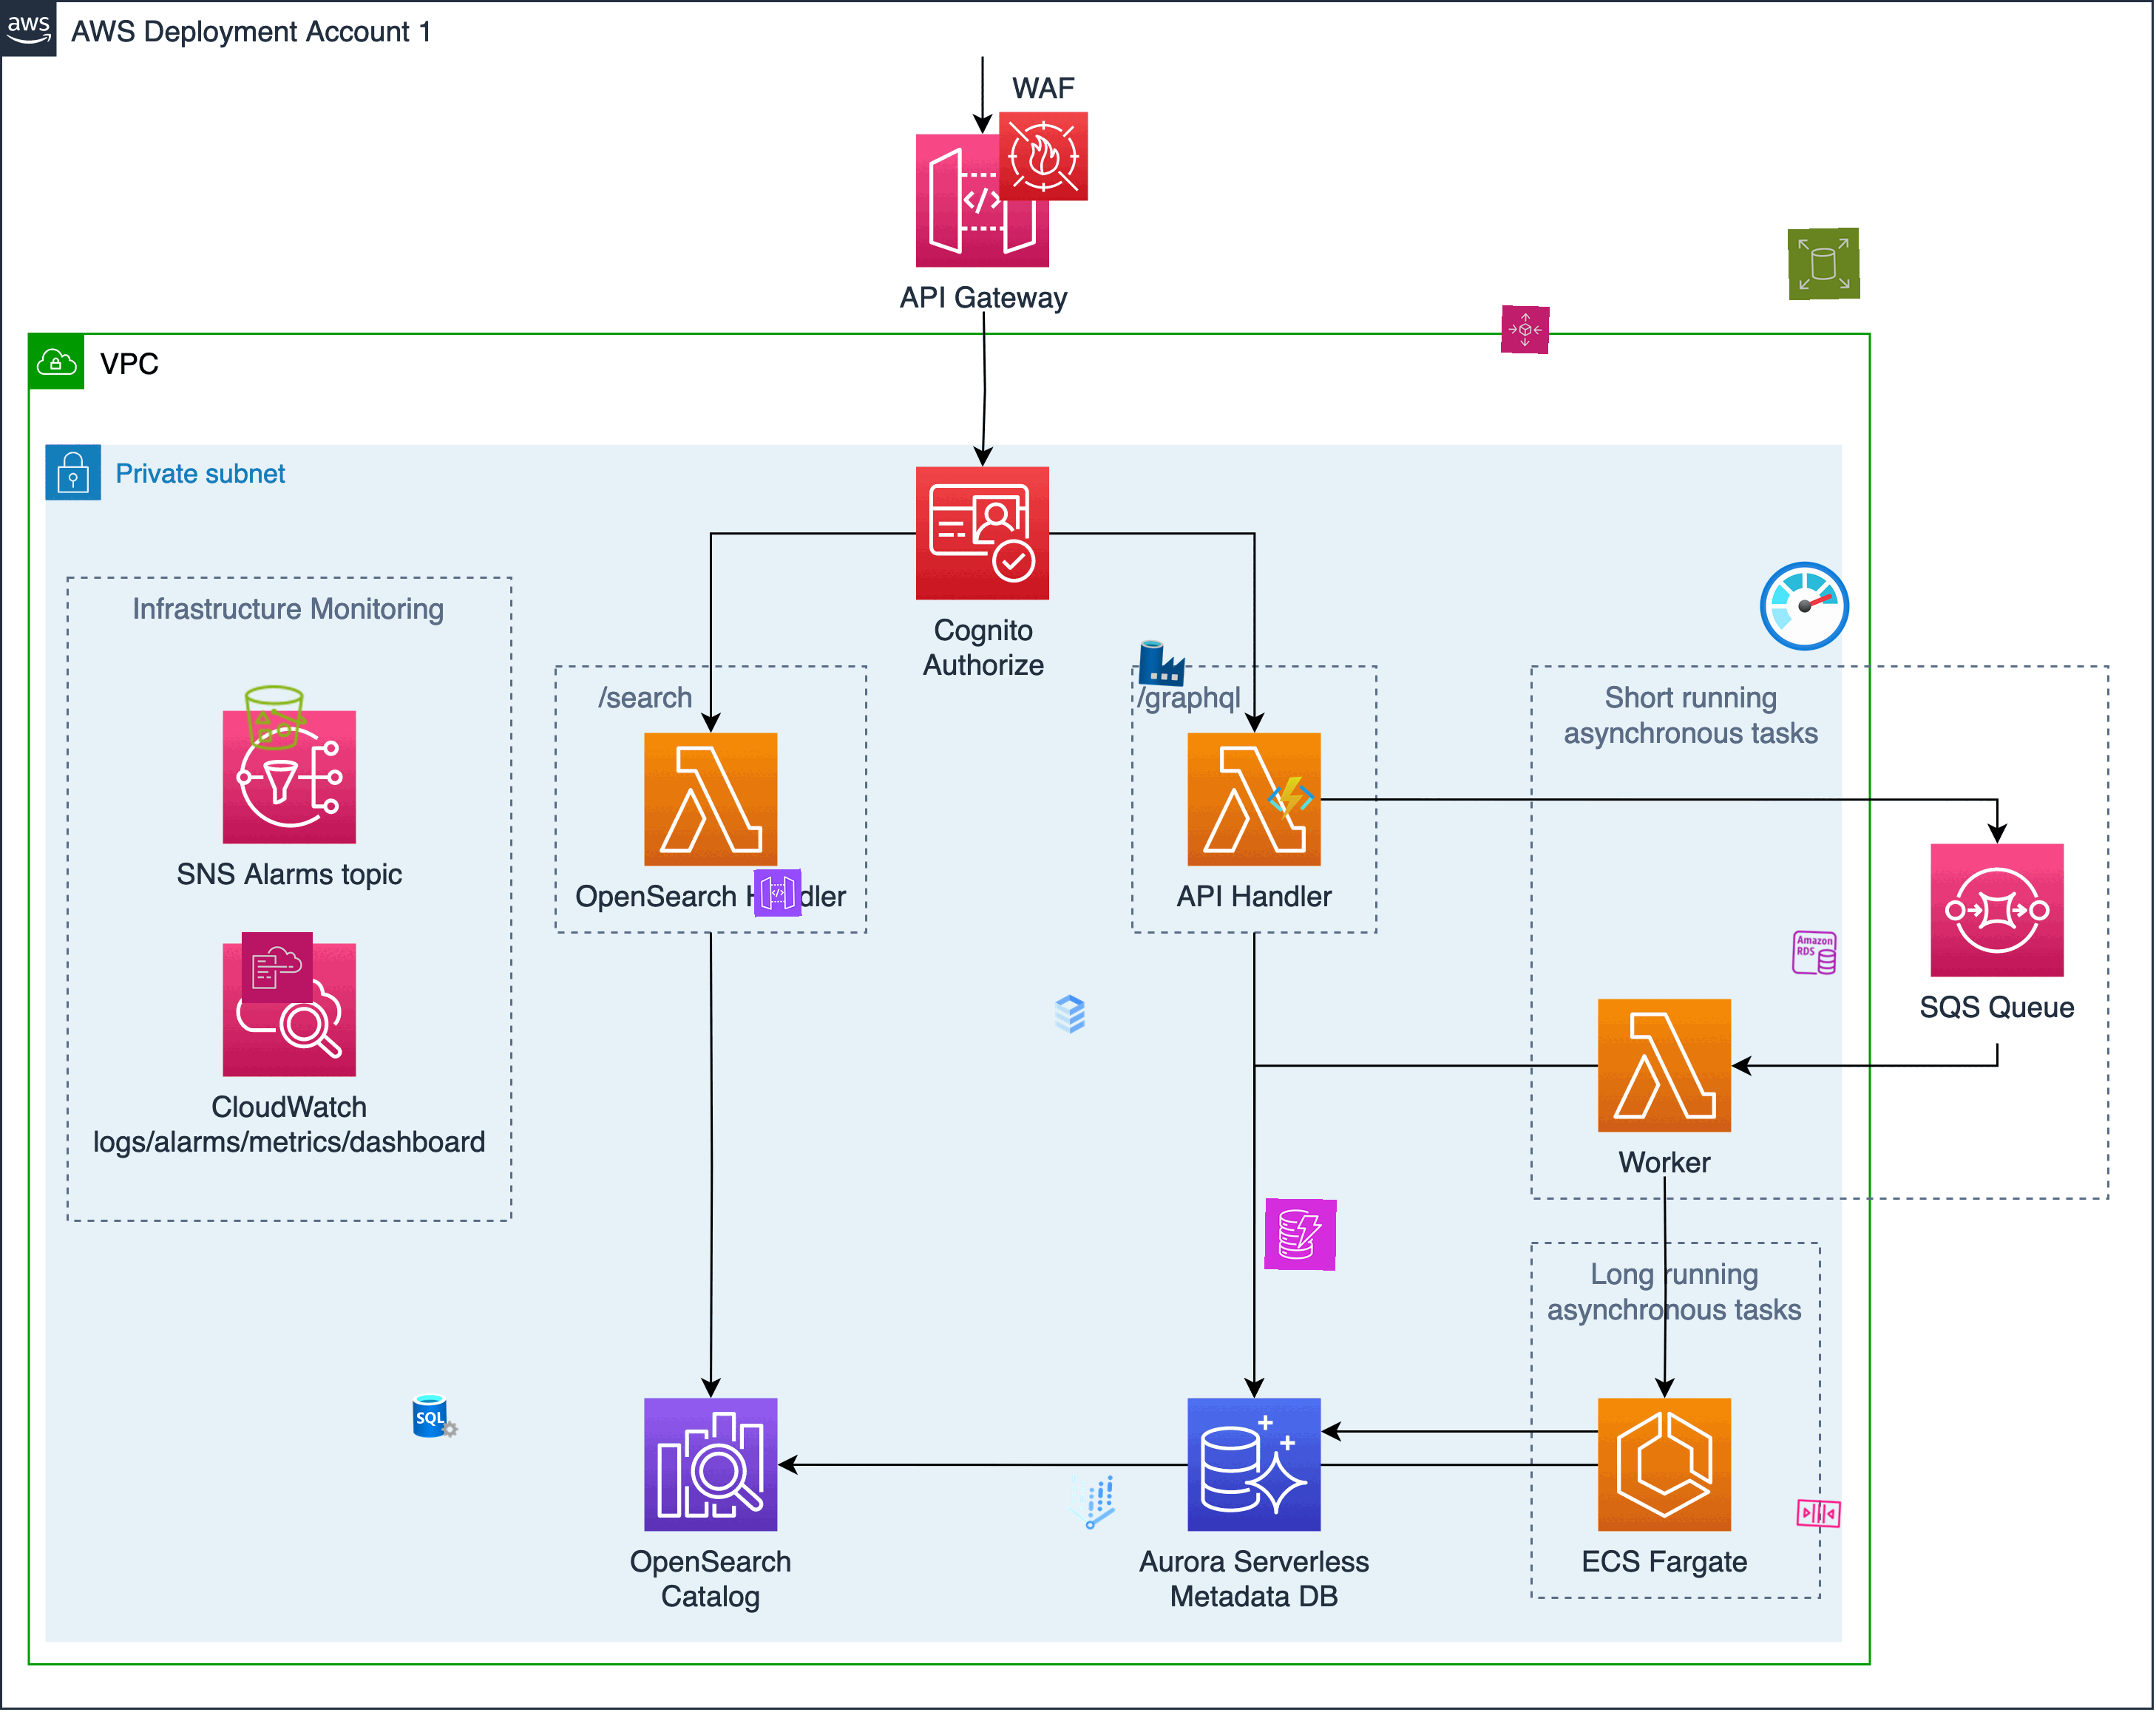 aws
AWS Deployment Account 1
WAF
API Gateway
VPC
Private subnet
Cognito
Authorize
Infrastructure Monitoring
/search
/graphql
Short running
asynchronous tasks
SNS Alarms topic
OpenSearch H dler
API Handler
Amazon
RDS
SQS Queue
CloudWatch
logs/alarms/metrics/dashboard
Worker
Long running
asynchronous tasks
SQL
OpenSearch
Catalog
Aurora Serverless
Metadata DB
ECS Fargate